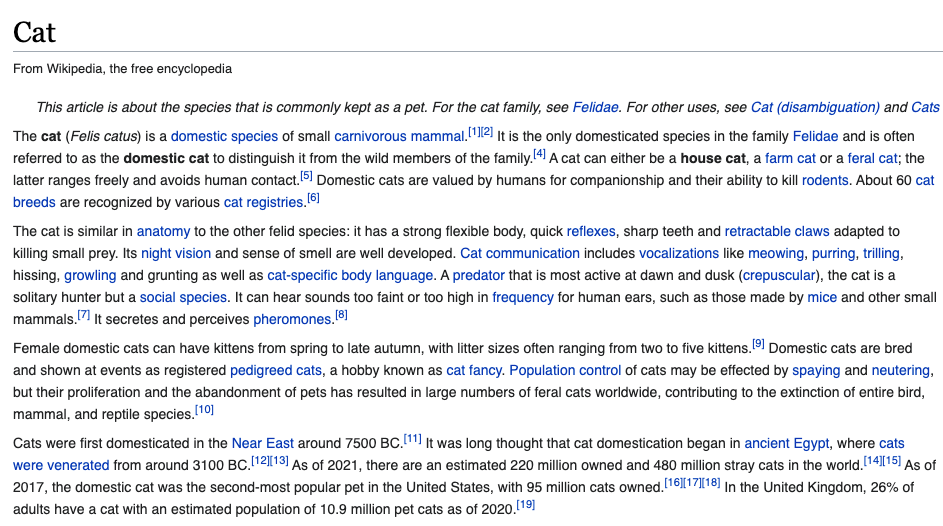 Cat
From Wikipedia, the free encyclopedia
This article is about the species that is commonly kept as a pet. For the cat family, see Felidae. For other uses, see Cat (disambiguation) and Cats
The cat (Felis catus) is a domestic species of small carnivorous mammal.[1][2] It is the only domesticated species in the family Felidae and is often
referred to as the domestic cat to distinguish it from the wild members of the family.[4] A cat can either be a house cat, a farm cat or a feral cat; the
latter ranges freely and avoids human contact.[5] Domestic cats are valued by humans for companionship and their ability to kill rodents. About 60 cat
breeds are recognized by various cat registries.[6]
The cat is similar in anatomy to the other felid species: it has a strong flexible body, quick reflexes, sharp teeth and retractable claws adapted to
killing small prey. Its night vision and sense of smell are well developed. Cat communication includes vocalizations like meowing, purring, trilling,
hissing, growling and grunting as well as cat-specific body language. A predator that is most active at dawn and dusk (crepuscular), the cat is a
solitary hunter but a social species. It can hear sounds too faint or too high in frequency for human ears, such as those made by mice and other small
mammals.[7] It secretes and perceives pheromones.[8]
Female domestic cats can have kittens from spring to late autumn, with litter sizes often ranging from two to five kittens.[9] Domestic cats are bred
and shown at events as registered pedigreed cats, a hobby known as cat fancy. Population control of cats may be effected by spaying and neutering,
but their proliferation and the abandonment of pets has resulted in large numbers of feral cats worldwide, contributing to the extinction of entire bird,
mammal, and reptile species.[10]
Cats were first domesticated in the Near East around 7500 BC.[11] It was long thought that cat domestication began in ancient Egypt, where cats
were venerated from around 3100 BC.[12][13] As of 2021, there are an estimated 220 million owned and 480 million stray cats in the world.[14][15] As of
2017, the domestic cat was the second-most popular pet in the United States, with 95 million cats owned.[16][17][18] In the United Kingdom, 26% of
adults have a cat with an estimated population of 10.9 million pet cats as of 2020.[19]